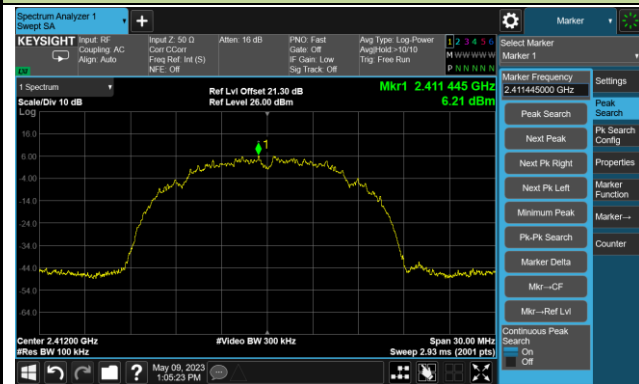 Spectrum Analyzer 1
Swept SA
Marker
KEYSIGHT
Input: RF
Coupling: AC
Align: Auto
Input Z: 50 Ω
Corr CCorr
Freq Ref: Int (S)
NFE: Off
Atten: 16 dB
PNO: Fast
Gate: Off
IF Gain: Low
Sig Track: Off
Avg Type: Log-Power
Avg|Hold:>10/10
Trig: Free Run
1 2 3 4 5 6
M W W W W W
P N N N N N
LVI
Select Marker
Marker 1
1 Spectrum
Scale/Div 10 dB
Log
Ref Lvl Offset 21.30 dB
Ref Level 26.00 dBm
Mkr1 2.411 445 GHz
6.21 dBm
1
16.0
6.00
-4.00
-14.0
-24.0
-34.0
-44.0
-54.0
-64.0
Center 2.41200 GHz
#Res BW 100 kHz
#Video BW 300 kHz
Span 30.00 MHz
Sweep 2.93 ms (2001 pts)
Marker Frequency
2.411445000 GHz
Peak Search
Next Peak
Next Pk Right
Next Pk Left
Minimum Peak
Pk-Pk Search
Marker Delta
Mkr→CF
Mkr→Ref Lvl
Continuous Peak
Search
On
Off
Settings
Peak
Search
Pk Search
Config
Properties
Marker
Function
Marker→
Counter
May 09, 2023
1:05:23 PM